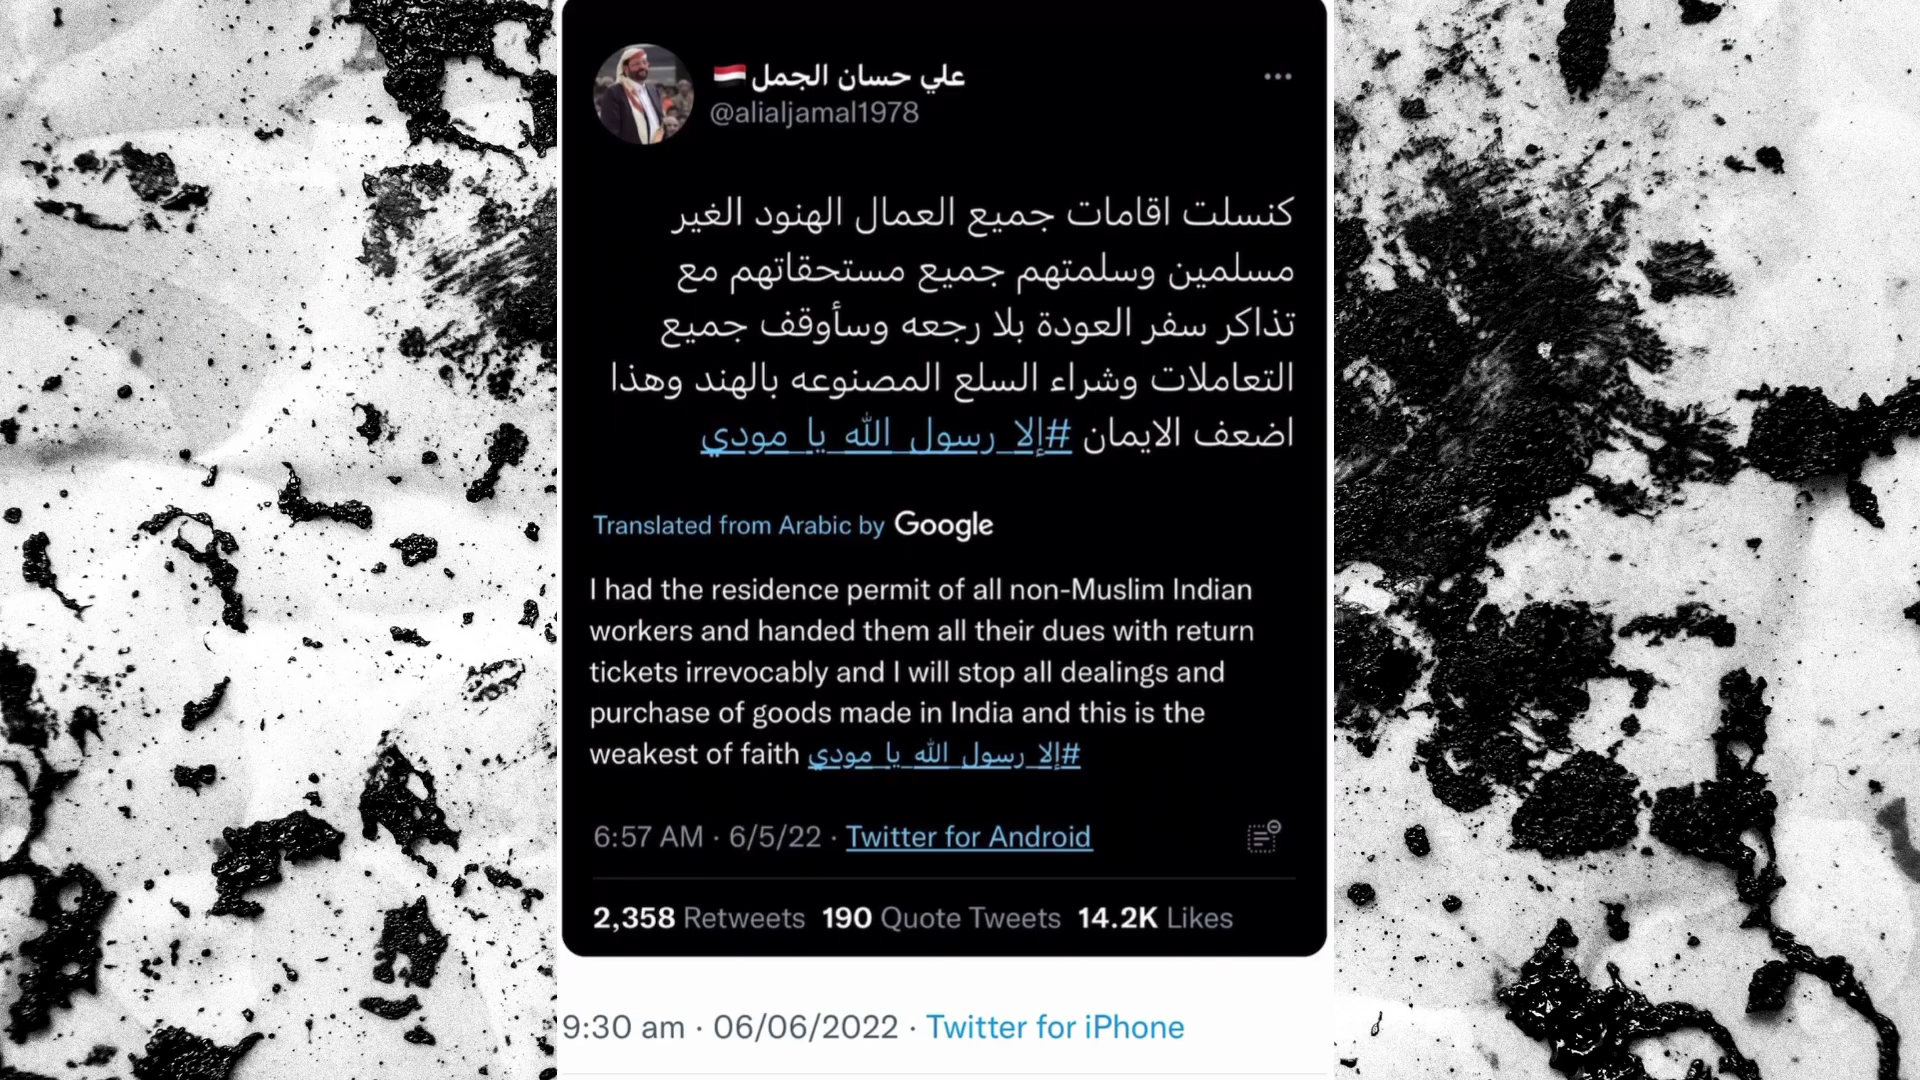 علي حسان الجمل
@alialjamal1978
كنسلت اقامات جميع العمال الهنود الغير
مسلمين وسلمتهم جميع مستحقاتهم مع
تذاكر سفر العودة بلا رجعه وسأوقف جميع
التعاملات وشراء السلع المصنوعه بالهند وهذا
اضعف الايمان #إلا_رسول_الله_يا_مودي
Translated from Arabic by Google
I had the residence permit of all non-Muslim Indian
workers and handed them all their dues with return
tickets irrevocably and I will stop all dealings and
purchase of goods made in India and this is the
weakest of faith #إلا_رسول_الله_يا_مودي
6:57 AM · 6/5/22 · Twitter for Android
2,358 Retweets 190 Quote Tweets 14.2K Likes
9:30 am · 06/06/2022 · Twitter for iPhone